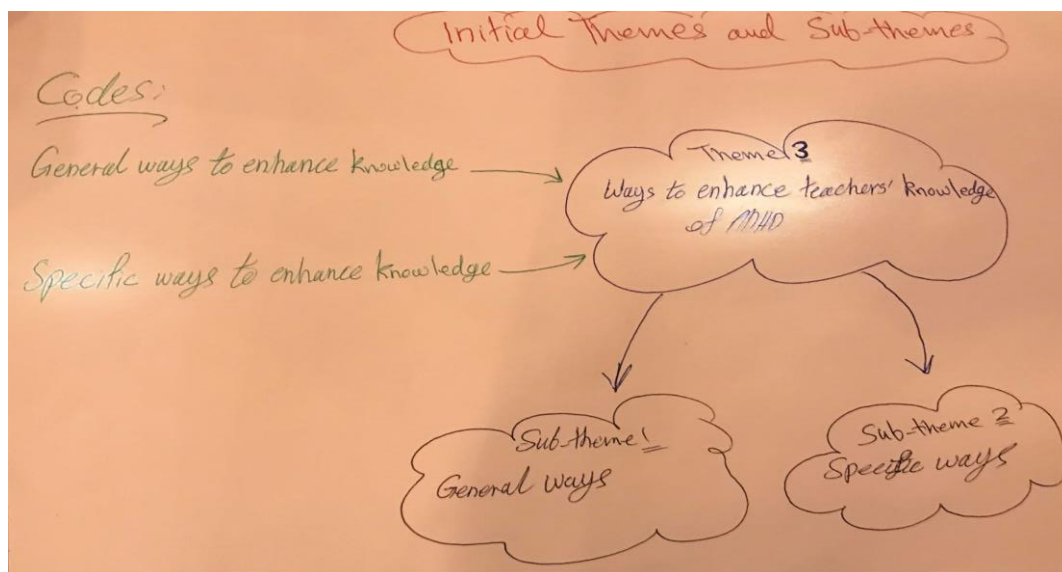 Initial Themes and Sub-themes
Codes:
General ways to enhance knowledge
Specific ways to enhance knowledge
Theme 3
Ways to enhance teachers' knowledge
of ADHD
Sub-theme 1
General ways
Sub-theme 2
Specific ways